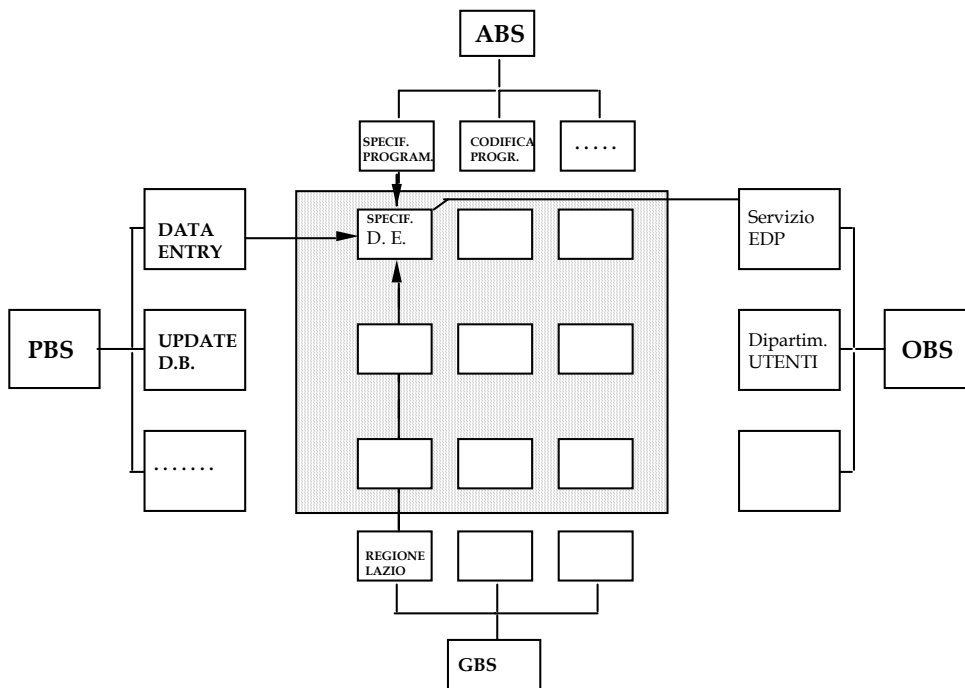 ABS
SPECIF.
PROGRAM.
CODIFICA
PROGR.
.....
DATA
ENTRY
SPECIF.
D. E.
Servizio
EDP
PBS
UPDATE
D.B.
Dipartim.
UTENTI
OBS
.......
REGIONE
LAZIO
GBS